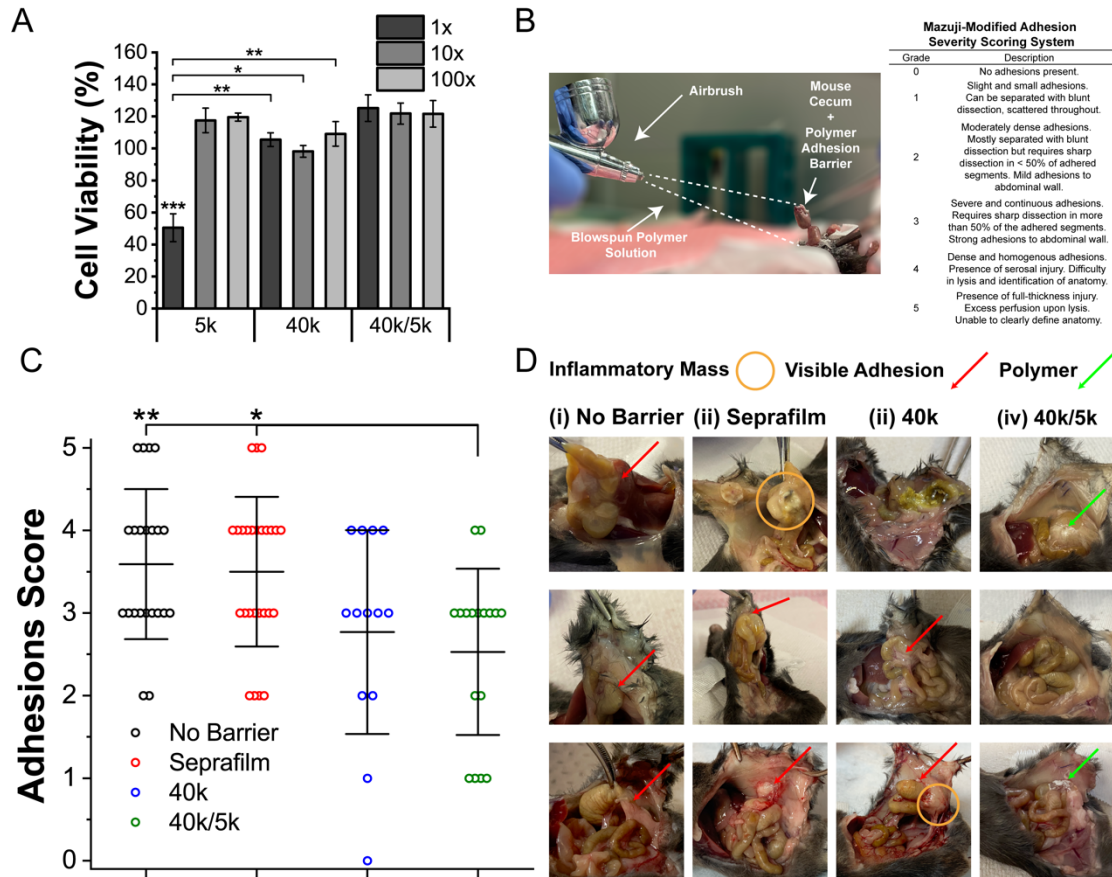 A
1x
10x
100x
Cell Viability (%)
160
140
120
100
80
60
40
20
0
***
**
*
**
5k
40k
40k/5k
B
Airbrush
Mouse
Cecum
+
Polymer
Adhesion
Barrier
Blowspun Polymer
Solution
Mazuji-Modified Adhesion
Severity Scoring System
Grade Description
0 No adhesions present.
1 Slight and small adhesions.
Can be separated with blunt
dissection, scattered throughout.
2 Moderately dense adhesions.
Mostly separated with blunt
dissection but requires sharp
dissection in < 50% of adhered
segments. Mild adhesions to
abdominal wall.
3 Severe and continuous adhesions.
Requires sharp dissection in more
than 50% of the adhered segments.
Strong adhesions to abdominal wall.
4 Dense and homogenous adhesions.
Presence of serosal injury. Difficulty
in lysis and identification of anatomy.
5 Presence of full-thickness injury.
Excess perfusion upon lysis.
Unable to clearly define anatomy.
C
Adhesions Score
** *
5
4
3
2
1
0
No Barrier
Seprafilm
40k
40k/5k
D
Inflammatory Mass Visible Adhesion Polymer
(i) No Barrier (ii) Seprafilm (ii) 40k (iv) 40k/5k